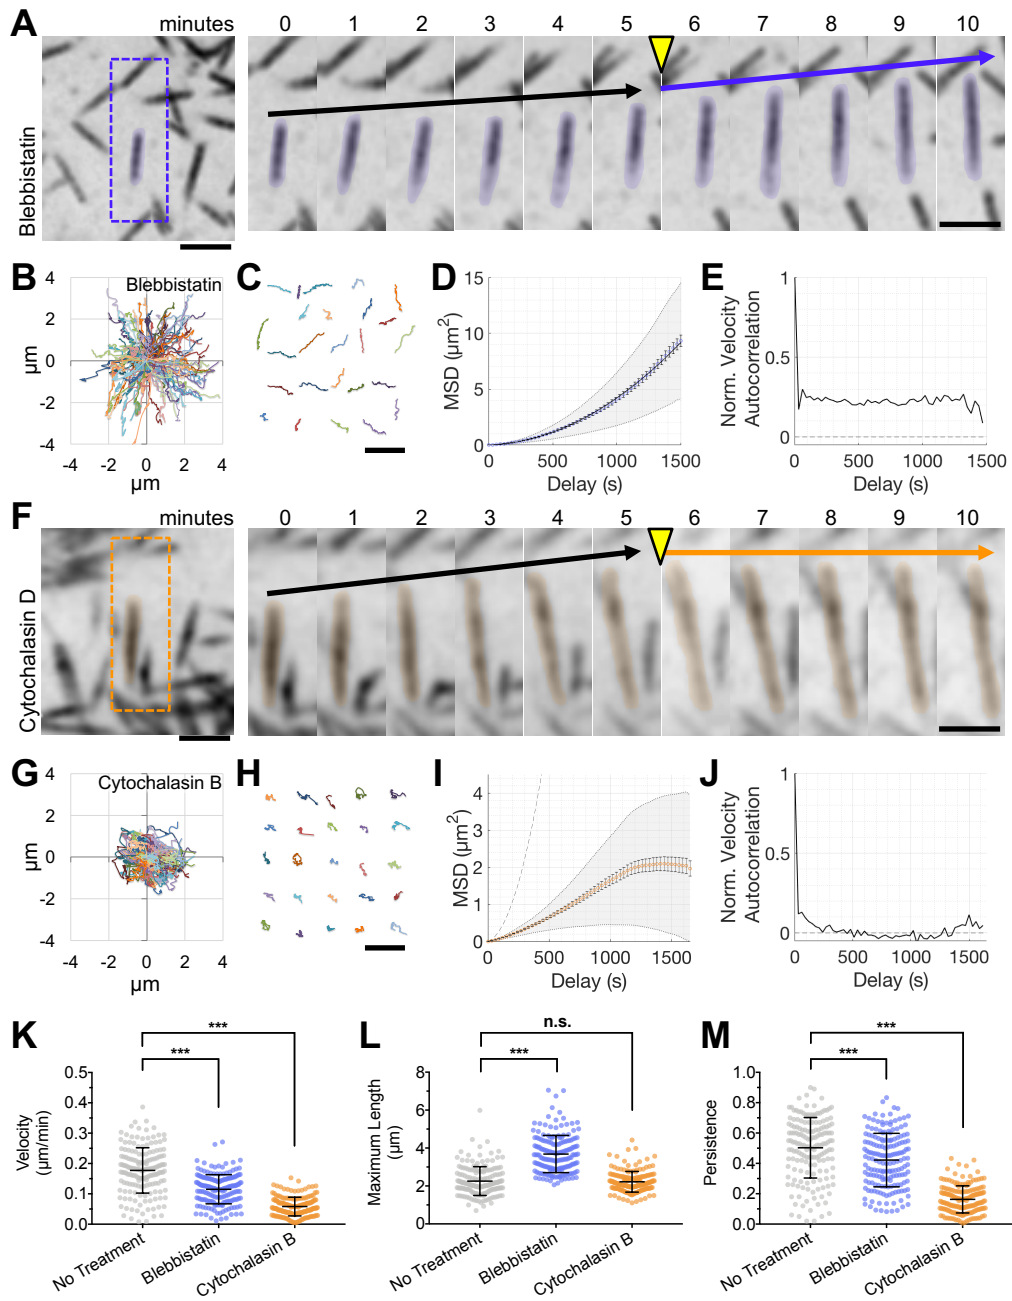 A
minutes 0 1 2 3 4 5 6 7 8 9 10
Blebbistatin
B
Blebbistatin
4
2
0
-2
-4
µm
-4 -2 0 2 4
µm
C
D
15
10
5
0
MSD (µm²)
0 500 1000 1500
Delay (s)
E
1
0.5
0
Norm. Velocity
Autocorrelation
0 500 1000 1500
Delay (s)
F
minutes 0 1 2 3 4 5 6 7 8 9 10
Cytochalasin D
G
Cytochalasin B
4
2
0
-2
-4
µm
-4 -2 0 2 4
µm
H
I
4
3
2
1
0
MSD (µm²)
0 500 1000 1500
Delay (s)
J
1
0.5
0
Norm. Velocity
Autocorrelation
0 500 1000 1500
Delay (s)
K
***
***
0.5
0.4
0.3
0.2
0.1
0.0
Velocity
(µm/min)
No Treatment
Blebbistatin
Cytochalasin B
L
n.s.
***
8
6
4
2
0
Maximum Length
(µm)
No Treatment
Blebbistatin
Cytochalasin B
M
***
***
1.0
0.8
0.6
0.4
0.2
0.0
Persistence
No Treatment
Blebbistatin
Cytochalasin B